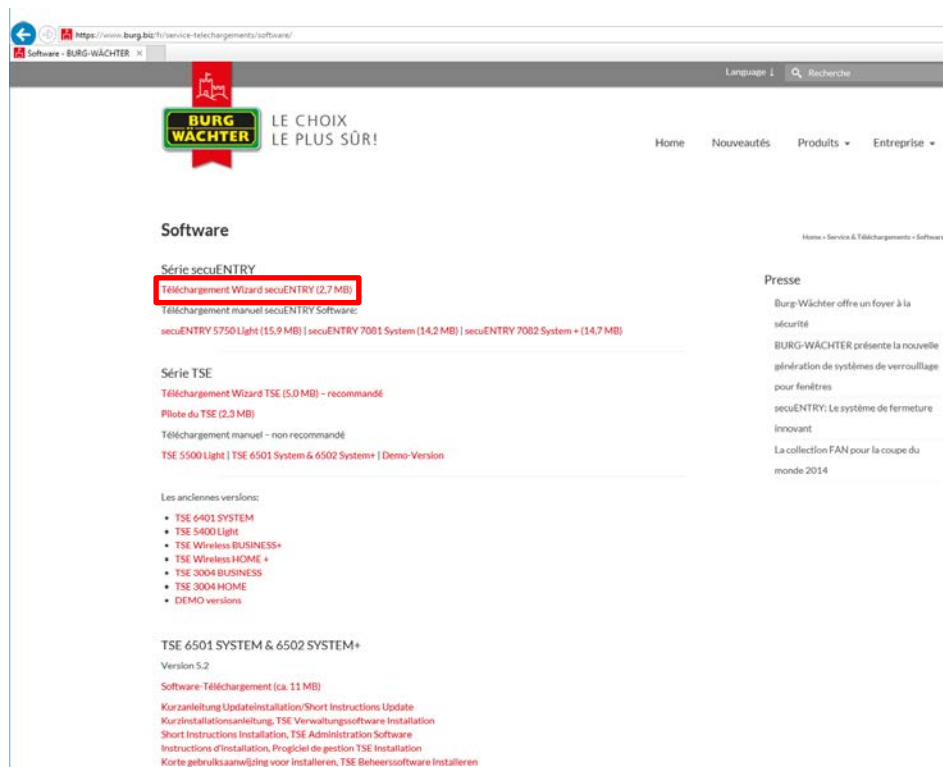 https://www.burg.biz/fr/service-telechargements/software/
Software - BURG-WÄCHTER
Language ↓
Recherche
BURG
WÄCHTER
LE CHOIX
LE PLUS SÛR!
Home Nouveautés Produits Entreprise
Software
Home » Service & Téléchargements » Software
Série secuENTRY
Téléchargement Wizard secuENTRY (2,7 MB)
Téléchargement manuel secuENTRY Software:
secuENTRY 5750 Light (15,9 MB) | secuENTRY 7081 System (14,2 MB) | secuENTRY 7082 System + (14,7 MB)
Série TSE
Téléchargement Wizard TSE (5,0 MB) – recommandé
Pilote du TSE (2,3 MB)
Téléchargement manuel – non recommandé
TSE 5500 Light | TSE 6501 System & 6502 System+ | Demo-Version
Les anciennes versions:
• TSE 6401 SYSTEM
• TSE 5400 Light
• TSE Wireless BUSINESS+
• TSE Wireless HOME +
• TSE 3004 BUSINESS
• TSE 3004 HOME
• DEMO versions
TSE 6501 SYSTEM & 6502 SYSTEM+
Version 5.2
Software-Téléchargement (ca. 11 MB)
Kurzanleitung Updateinstallation/Short Instructions Update
Kurzinstallationsanleitung, TSE Verwaltungssoftware Installation
Short Instructions Installation, TSE Administration Software
Instructions d'installation, Progiciel de gestion TSE Installation
Korte gebruiksaanwijzing voor installeren, TSE Beheerssoftware Installeren
Presse
Burg-Wächter offre un foyer à la
sécurité
BURG-WÄCHTER présente la nouvelle
génération de systèmes de verrouillage
pour fenêtres
secuENTRY: Le système de fermeture
innovant
La collection FAN pour la coupe du
monde 2014